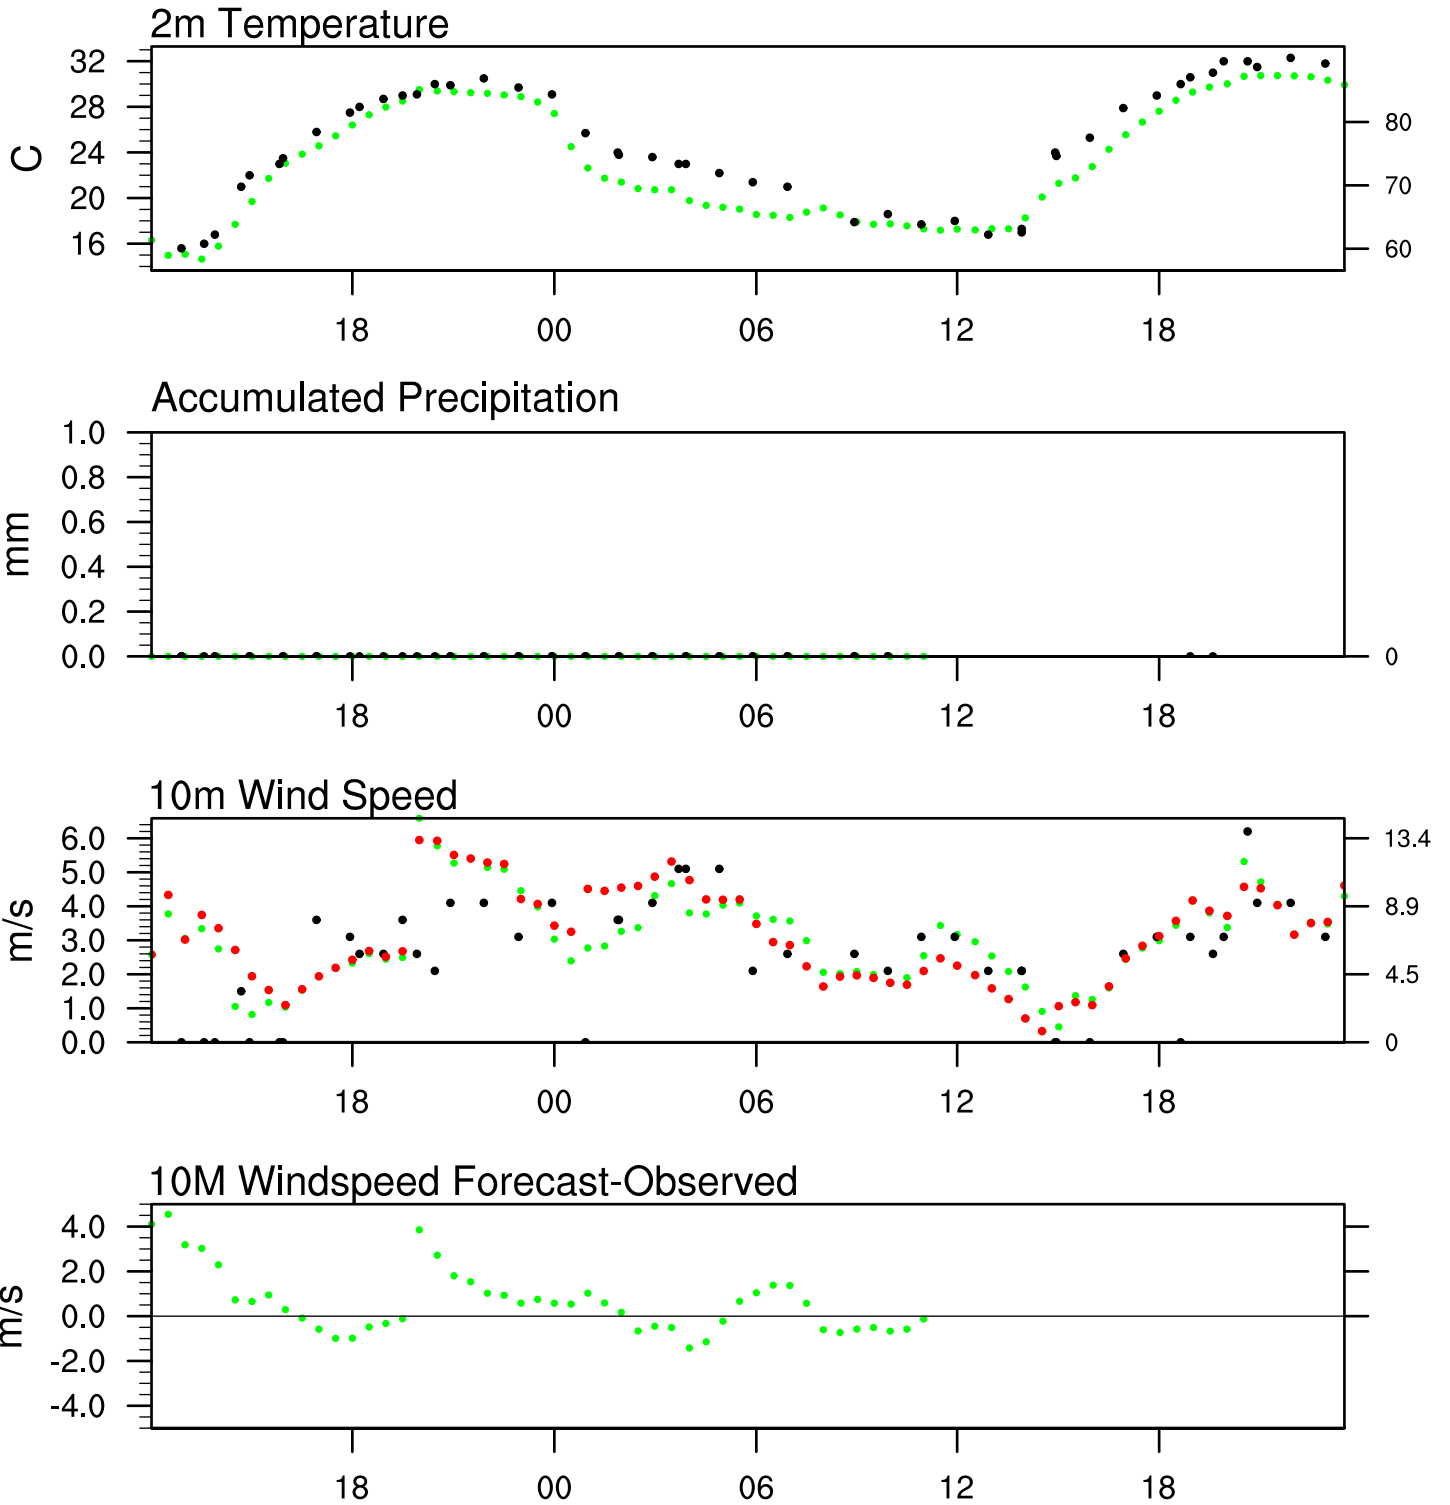 2m Temperature
32
28
24
20
16
C
80
70
60
18 00 06 12 18
Accumulated Precipitation
1.0
0.8
0.6
0.4
0.2
0.0
mm
0
18 00 06 12 18
10m Wind Speed
6.0
5.0
4.0
3.0
2.0
1.0
0.0
m/s
13.4
8.9
4.5
0
18 00 06 12 18
10M Windspeed Forecast-Observed
4.0
2.0
0.0
-2.0
-4.0
m/s
18 00 06 12 18